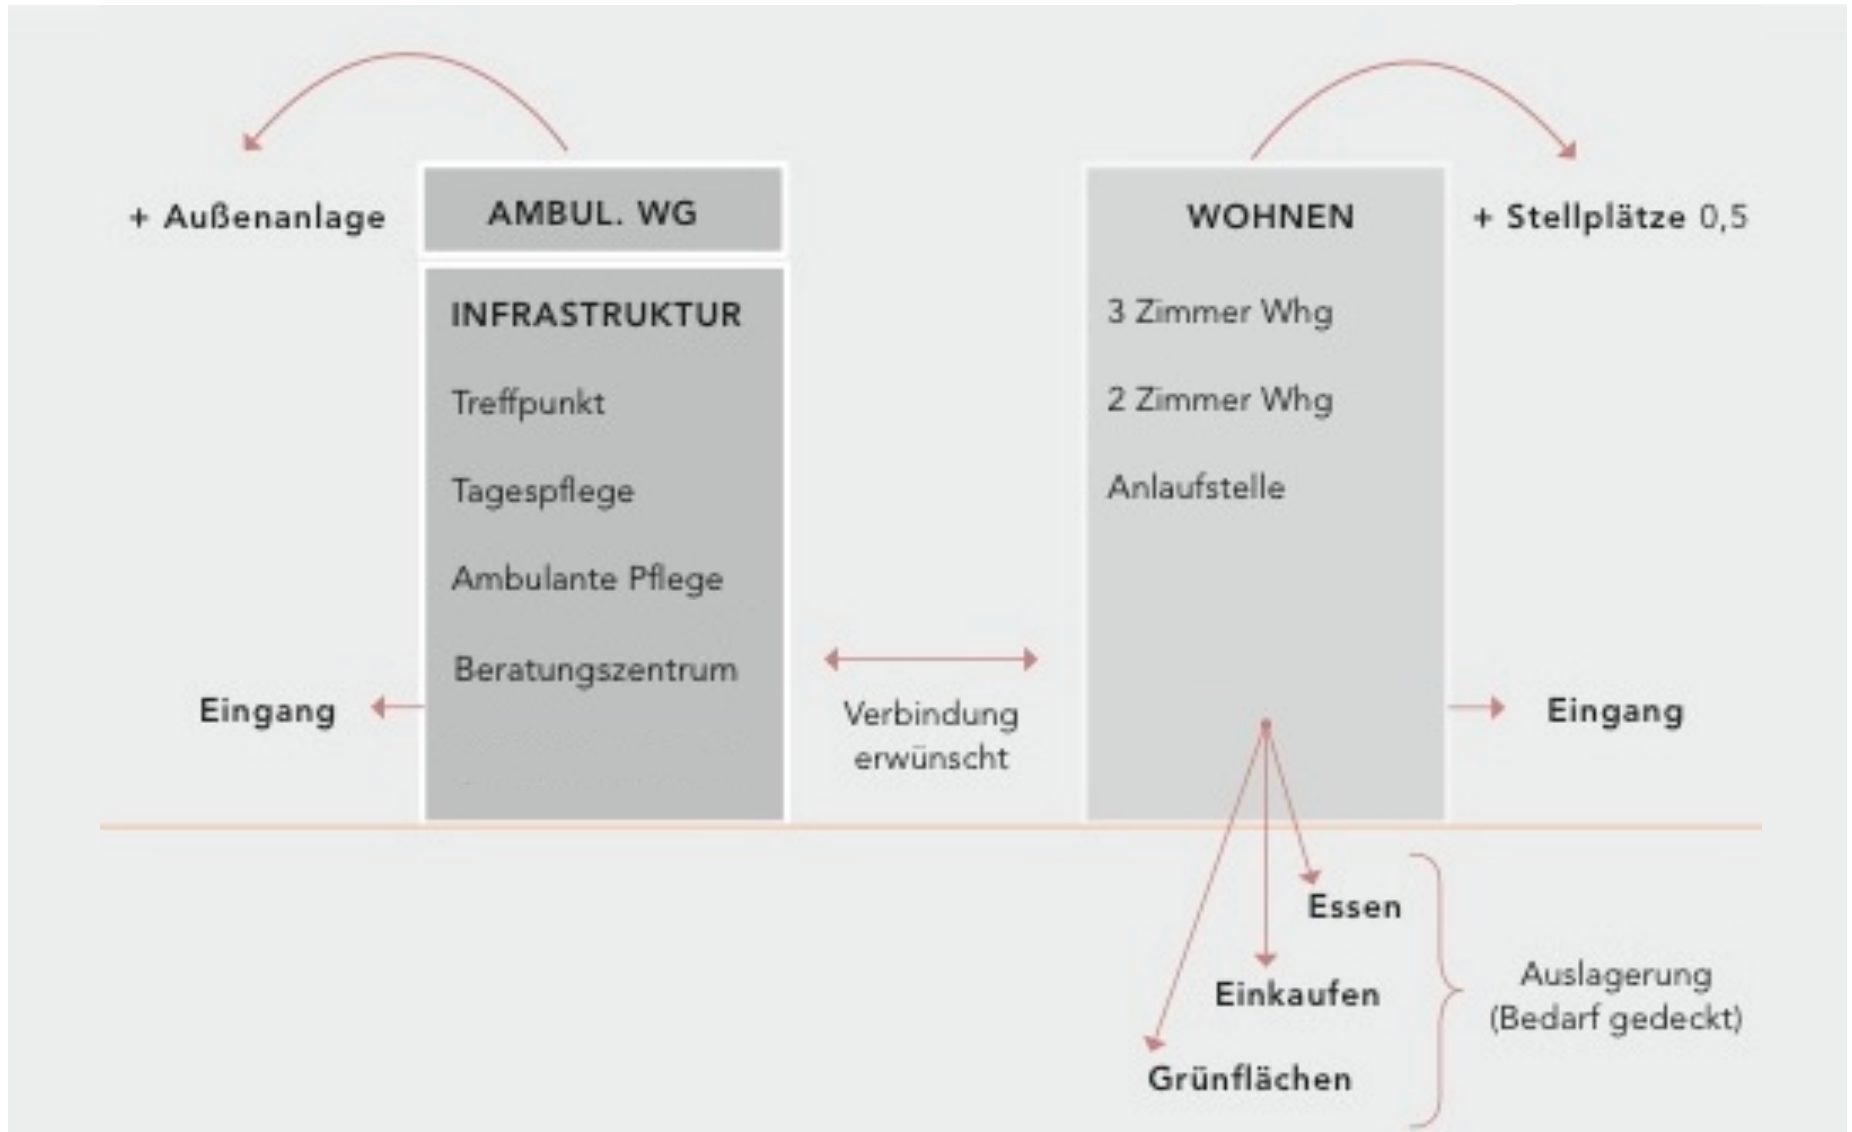 + Außenanlage
AMBUL. WG
INFRASTRUKTUR
Treffpunkt
Tagespflege
Ambulante Pflege
Beratungszentrum
Eingang
Verbindung
erwünscht
WOHNEN
3 Zimmer Whg
2 Zimmer Whg
Anlaufstelle
+ Stellplätze 0,5
Eingang
Essen
Einkaufen
Grünflächen
Auslagerung
(Bedarf gedeckt)